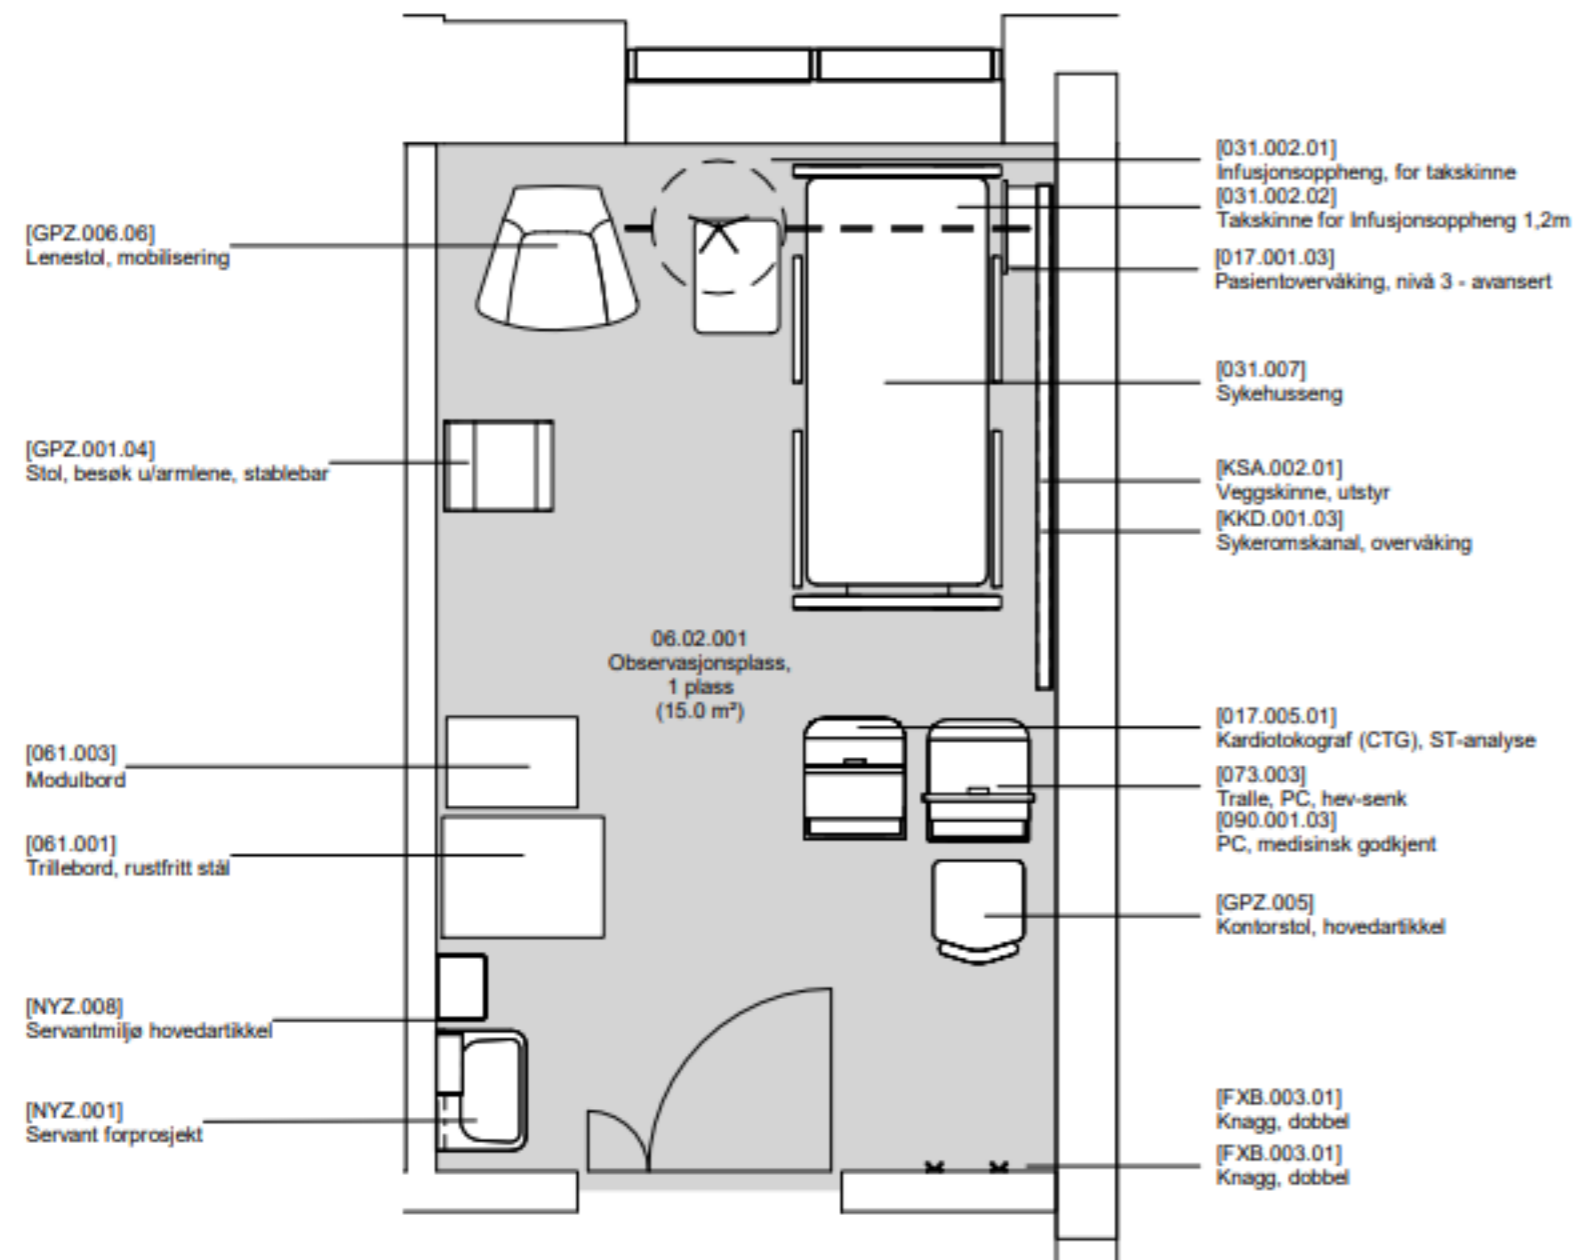 [GPZ.006.06]
Lenestol, mobilisering
[GPZ.001.04]
Stol, besøk u/armlene, stablebar
[061.003]
Modulbord
[061.001]
Trillebord, rustfritt stål
[NYZ.008]
Servantmiljø hovedartikkel
[NYZ.001]
Servant forprosjekt
06.02.001
Observasjonsplass,
1 plass
(15.0 m²)
[031.002.01]
Infusjonsoppheng, for takskinne
[031.002.02]
Takskinne for Infusjonsoppheng 1,2m
[017.001.03]
Pasientovervåking, nivå 3 - avansert
[031.007]
Sykehusseng
[KSA.002.01]
Veggskinne, utstyr
[KKD.001.03]
Sykeromskanal, overvåking
[017.005.01]
Kardiotokograf (CTG), ST-analyse
[073.003]
Tralle, PC, hev-senk
[090.001.03]
PC, medisinsk godkjent
[GPZ.005]
Kontorstol, hovedartikkel
[FXB.003.01]
Knagg, dobbel
[FXB.003.01]
Knagg, dobbel